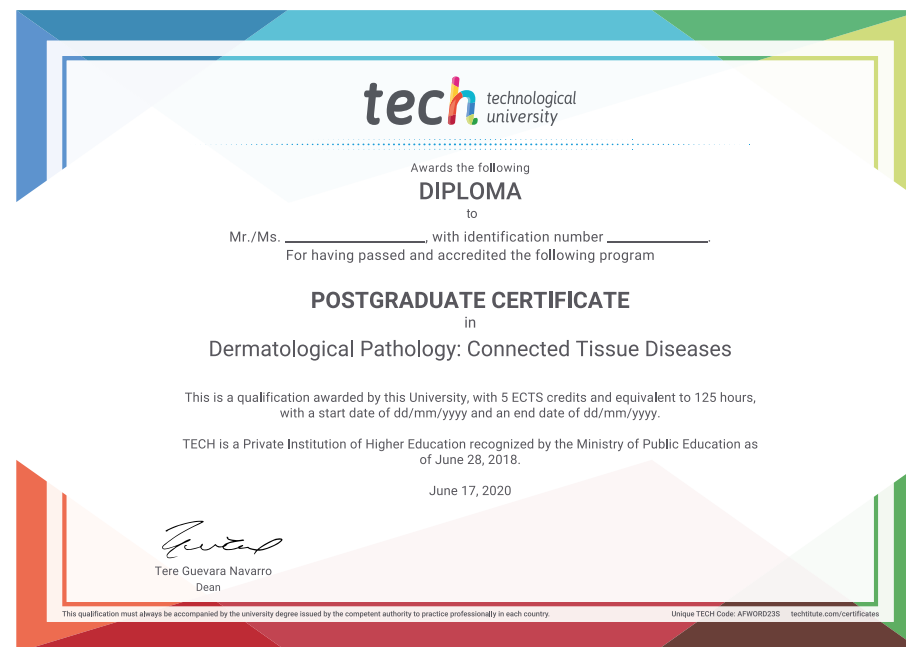 tech technological
university
Awards the following
DIPLOMA
to
Mr./Ms. ____________________, with identification number ______________.
For having passed and accredited the following program
POSTGRADUATE CERTIFICATE
in
Dermatological Pathology: Connected Tissue Diseases
This is a qualification awarded by this University, with 5 ECTS credits and equivalent to 125 hours,
with a start date of dd/mm/yyyy and an end date of dd/mm/yyyy.
TECH is a Private Institution of Higher Education recognized by the Ministry of Public Education as
of June 28, 2018.
June 17, 2020
Tere Guevara Navarro
Dean
This qualification must always be accompanied by the university degree issued by the competent authority to practice professionally in each country. Unique TECH Code: AFWORD23S techtitute.com/certificates